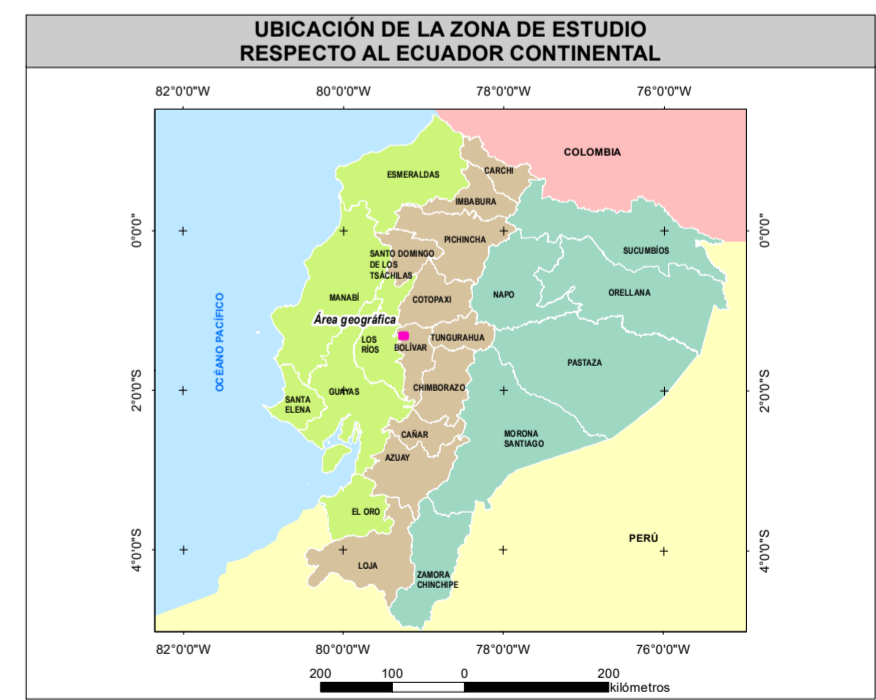 UBICACIÓN DE LA ZONA DE ESTUDIO
RESPECTO AL ECUADOR CONTINENTAL
82°0'0"W
80°0'0"W
78°0'0"W
76°0'0"W
COLOMBIA
CARCHI
ESMERALDAS
IMBABURA
0°0'0"
0°0'0"
PICHINCHA
SUCUMBÍOS
SANTO DOMINGO
DE LOS
TSÁCHILAS
NAPO
ORELLANA
MANABÍ
COTOPAXI
Área geográfica
OCÉANO PACÍFICO
LOS
RÍOS
BOLÍVAR
TUNGURAHUA
PASTAZA
2°0'0"S
2°0'0"S
GUAYAS
CHIMBORAZO
SANTA
ELENA
CAÑAR
MORONA
SANTIAGO
AZUAY
EL ORO
PERÚ
4°0'0"S
4°0'0"S
LOJA
ZAMORA
CHINCHIPE
82°0'0"W
80°0'0"W
78°0'0"W
76°0'0"W
200
100
0
200
kilómetros